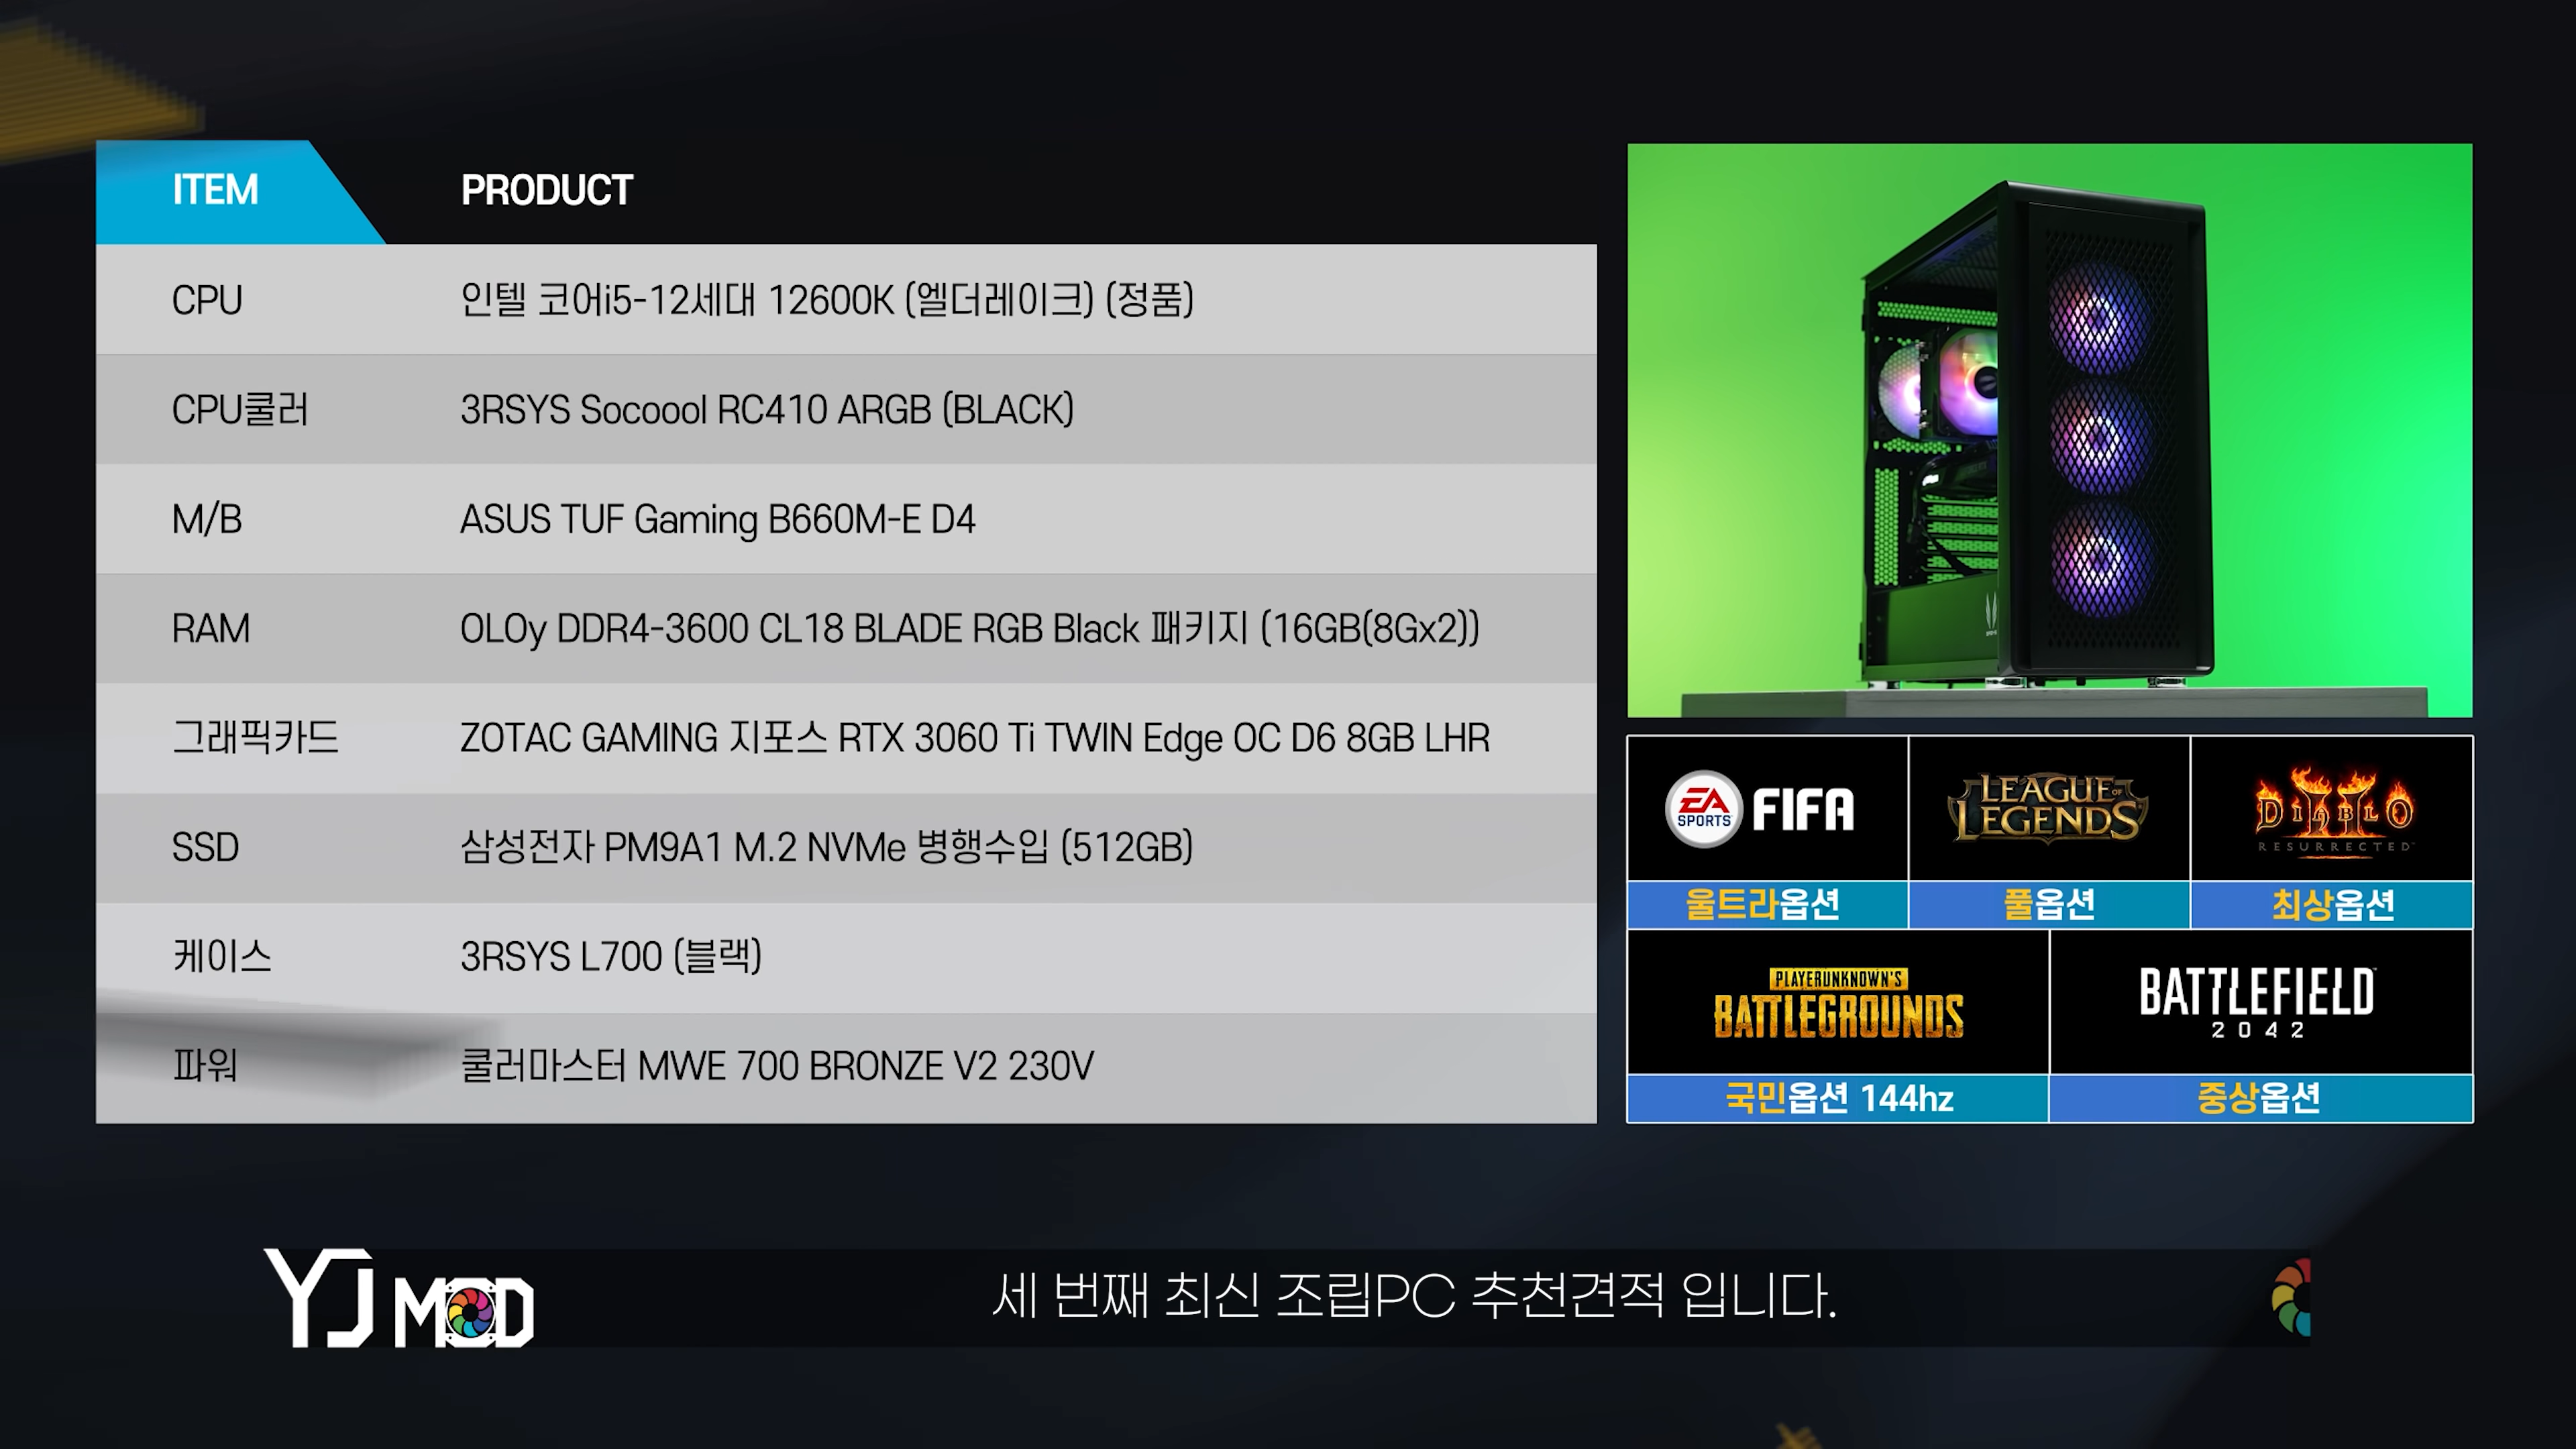 ITEM PRODUCT
CPU 인텔 코어i5-12세대 12600K (엘더레이크) (정품)
CPU쿨러 3RSYS Socoool RC410 ARGB (BLACK)
M/B ASUS TUF Gaming B660M-E D4
RAM OLOy DDR4-3600 CL18 BLADE RGB Black 패키지 (16GB(8Gx2))
그래픽카드 ZOTAC GAMING 지포스 RTX 3060 Ti TWIN Edge OC D6 8GB LHR
SSD 삼성전자 PM9A1 M.2 NVMe 병행수입 (512GB)
케이스 3RSYS L700 (블랙)
파워 쿨러마스터 MWE 700 BRONZE V2 230V
EA SPORTS FIFA
울트라옵션
LEAGUE OF LEGENDS
풀옵션
DIABLO II
RESURRECTED
최상옵션
PLAYERUNKNOWN'S
BATTLEGROUNDS
국민옵션 144hz
BATTLEFIELD
2042
중상옵션
YJ MOD
세 번째 최신 조립PC 추천견적 입니다.